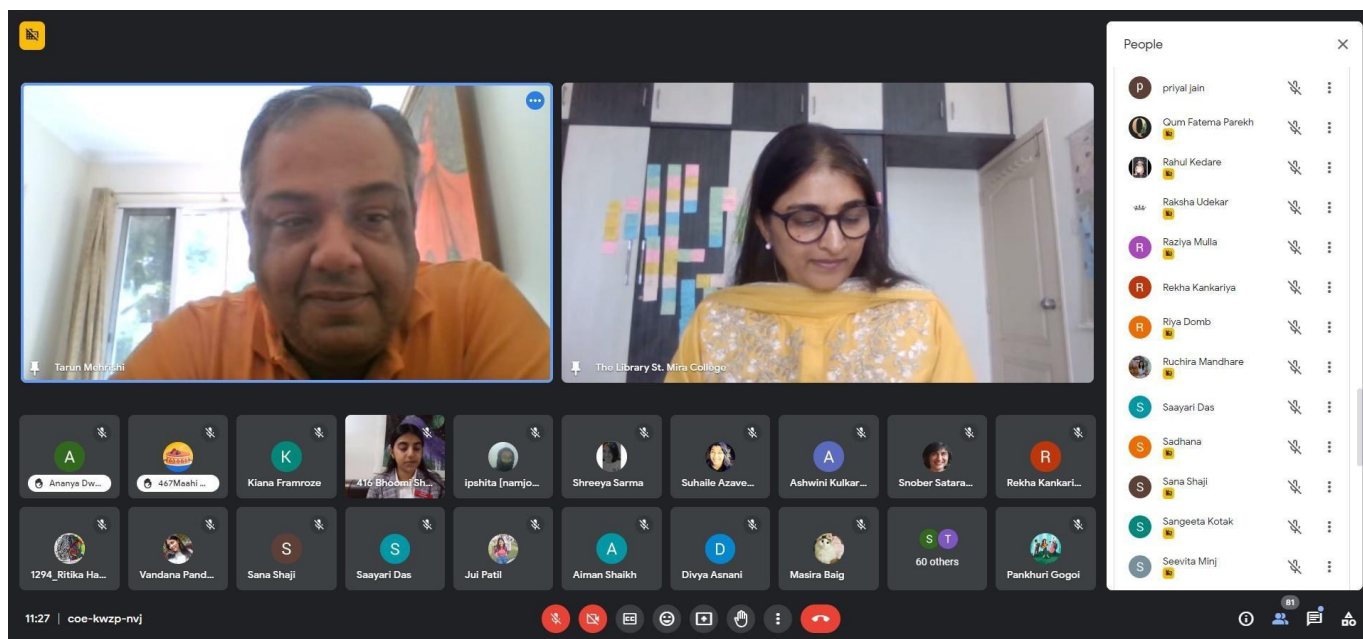 People
Tarun Mehrishi
The Library St. Mira College
A
Ananya Dw...
467Maahi ...
K
Kiana Framroze
416 Bhoomi Sh...
ipshita [namjo...
Shreeya Sarma
Suhaile Azave...
A
Ashwini Kulkar...
Snober Satara...
R
Rekha Kankari...
1294_Ritika Ha...
Vandana Pand...
S
Sana Shaji
S
Saayari Das
Jui Patil
A
Aiman Shaikh
D
Divya Asnani
Masira Baig
S T
60 others
Pankhuri Gogoi
p
priyal jain
Q
Qum Fatema Parekh
Rahul Kedare
Raksha Udekar
R
Raziya Mulla
R
Rekha Kankariya
R
Riya Domb
Ruchira Mandhare
S
Saayari Das
S
Sadhana
S
Sana Shaji
S
Sangeeta Kotak
S
Seevita Minj
11:27 | coe-kwzp-nvj
CC
81